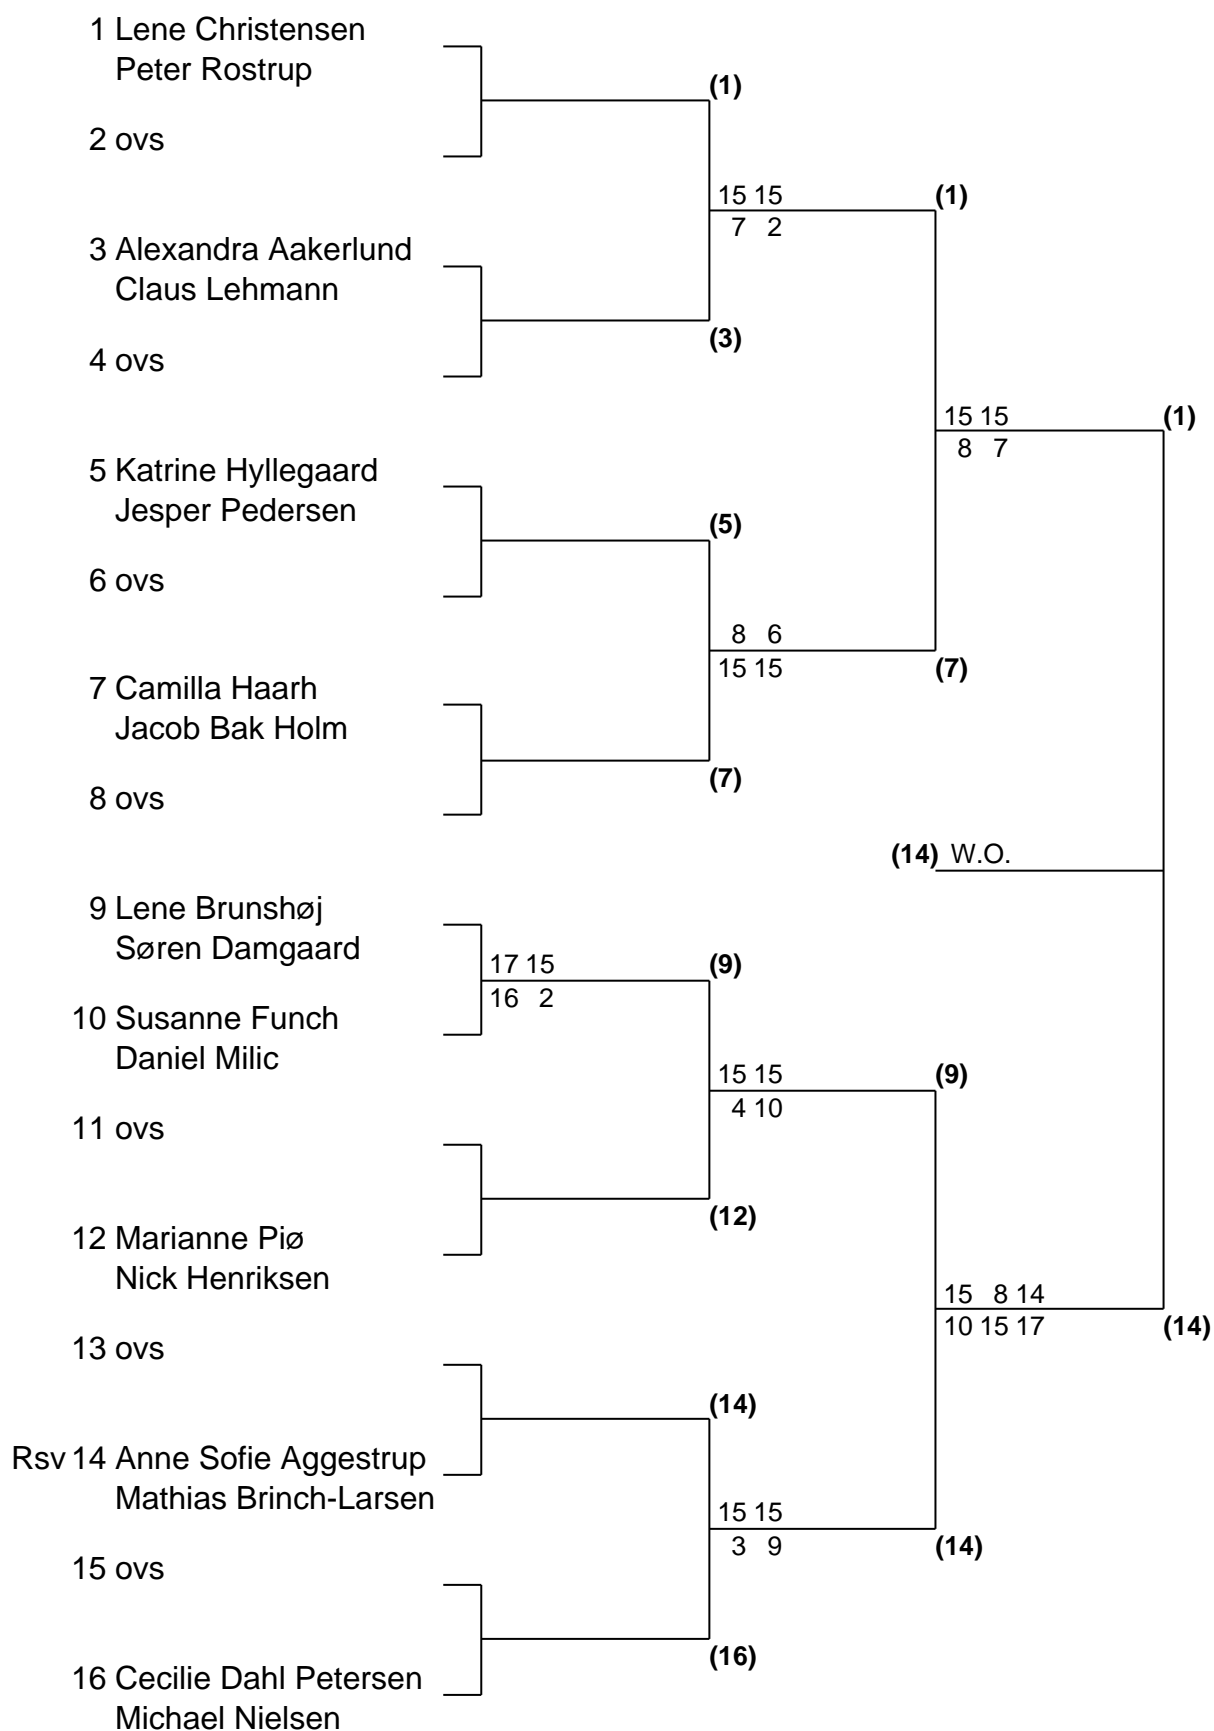 1 Lene Christensen
Peter Rostrup
(1)
2 ovs
15 15
(1)
7 2
3 Alexandra Aakerlund
Claus Lehmann
(3)
4 ovs
15 15
(1)
8 7
5 Katrine Hyllegaard
Jesper Pedersen
(5)
6 ovs
8 6
15 15
(7)
7 Camilla Haarh
Jacob Bak Holm
(7)
8 ovs
(14) W.O.
9 Lene Brunshøj
Søren Damgaard
17 15
(9)
16 2
10 Susanne Funch
Daniel Milic
15 15
(9)
4 10
11 ovs
(12)
12 Marianne Piø
Nick Henriksen
15 8 14
10 15 17
(14)
13 ovs
(14)
Rsv 14 Anne Sofie Aggestrup
Mathias Brinch-Larsen
15 15
3 9
(14)
15 ovs
(16)
16 Cecilie Dahl Petersen
Michael Nielsen